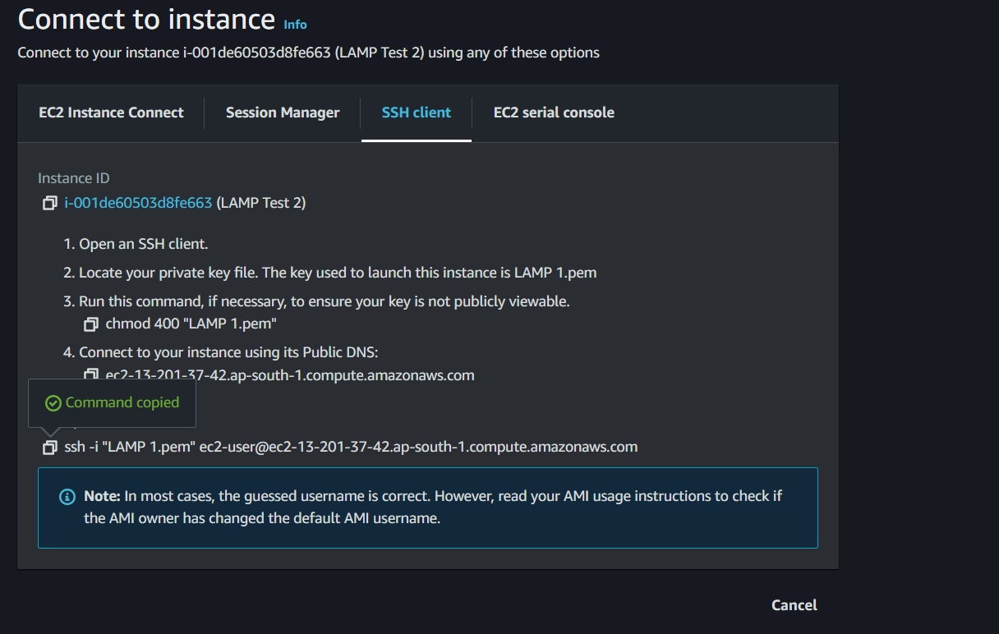 Connect to instance Info
Connect to your instance i-001de60503d8fe663 (LAMP Test 2) using any of these options
EC2 Instance Connect
Session Manager
SSH client
EC2 serial console
Instance ID
i-001de60503d8fe663 (LAMP Test 2)
1. Open an SSH client.
2. Locate your private key file. The key used to launch this instance is LAMP 1.pem
3. Run this command, if necessary, to ensure your key is not publicly viewable.
chmod 400 "LAMP 1.pem"
4. Connect to your instance using its Public DNS:
ec2-13-201-37-42.ap-south-1.compute.amazonaws.com
Command copied
ssh -i "LAMP 1.pem" ec2-user@ec2-13-201-37-42.ap-south-1.compute.amazonaws.com
Note: In most cases, the guessed username is correct. However, read your AMI usage instructions to check if
the AMI owner has changed the default AMI username.
Cancel